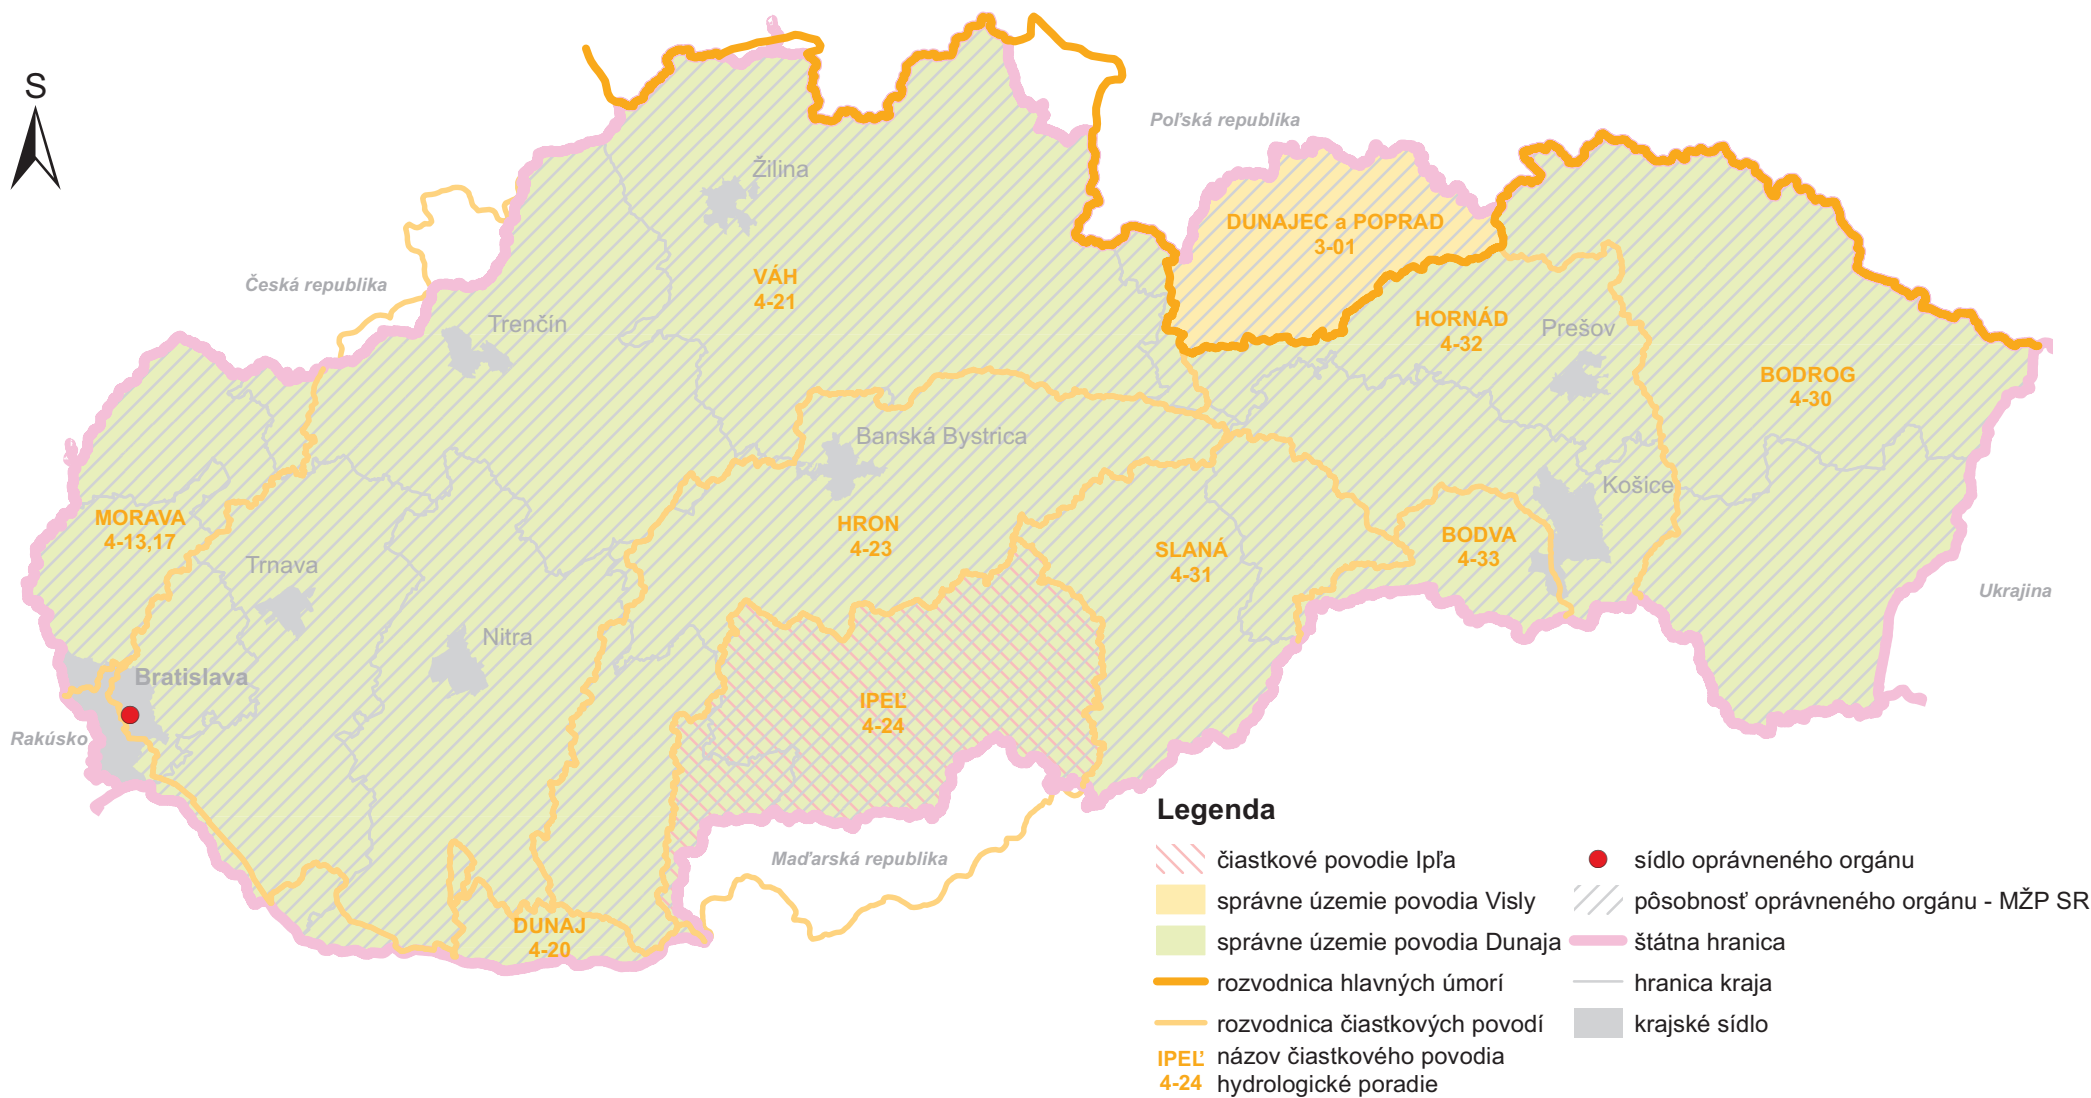 S
Poľská republika
Žilina
DUNAJEC a POPRAD
3-01
Česká republika
VÁH
4-21
Trenčín
HORNÁD
4-32
Prešov
BODROG
4-30
Banská Bystrica
Košice
MORAVA
4-13,17
HRON
4-23
SLANÁ
4-31
BODVA
4-33
Trnava
Ukrajina
Nitra
Bratislava
IPEĽ
4-24
Rakúsko
Maďarská republika
DUNAJ
4-20
Legenda
čiastkové povodie Ipľa
správne územie povodia Visly
správne územie povodia Dunaja
rozvodnica hlavných úmorí
rozvodnica čiastkových povodí
IPEĽ názov čiastkového povodia
4-24 hydrologické poradie
sídlo oprávneného orgánu
pôsobnosť oprávneného orgánu - MŽP SR
štátna hranica
hranica kraja
krajské sídlo